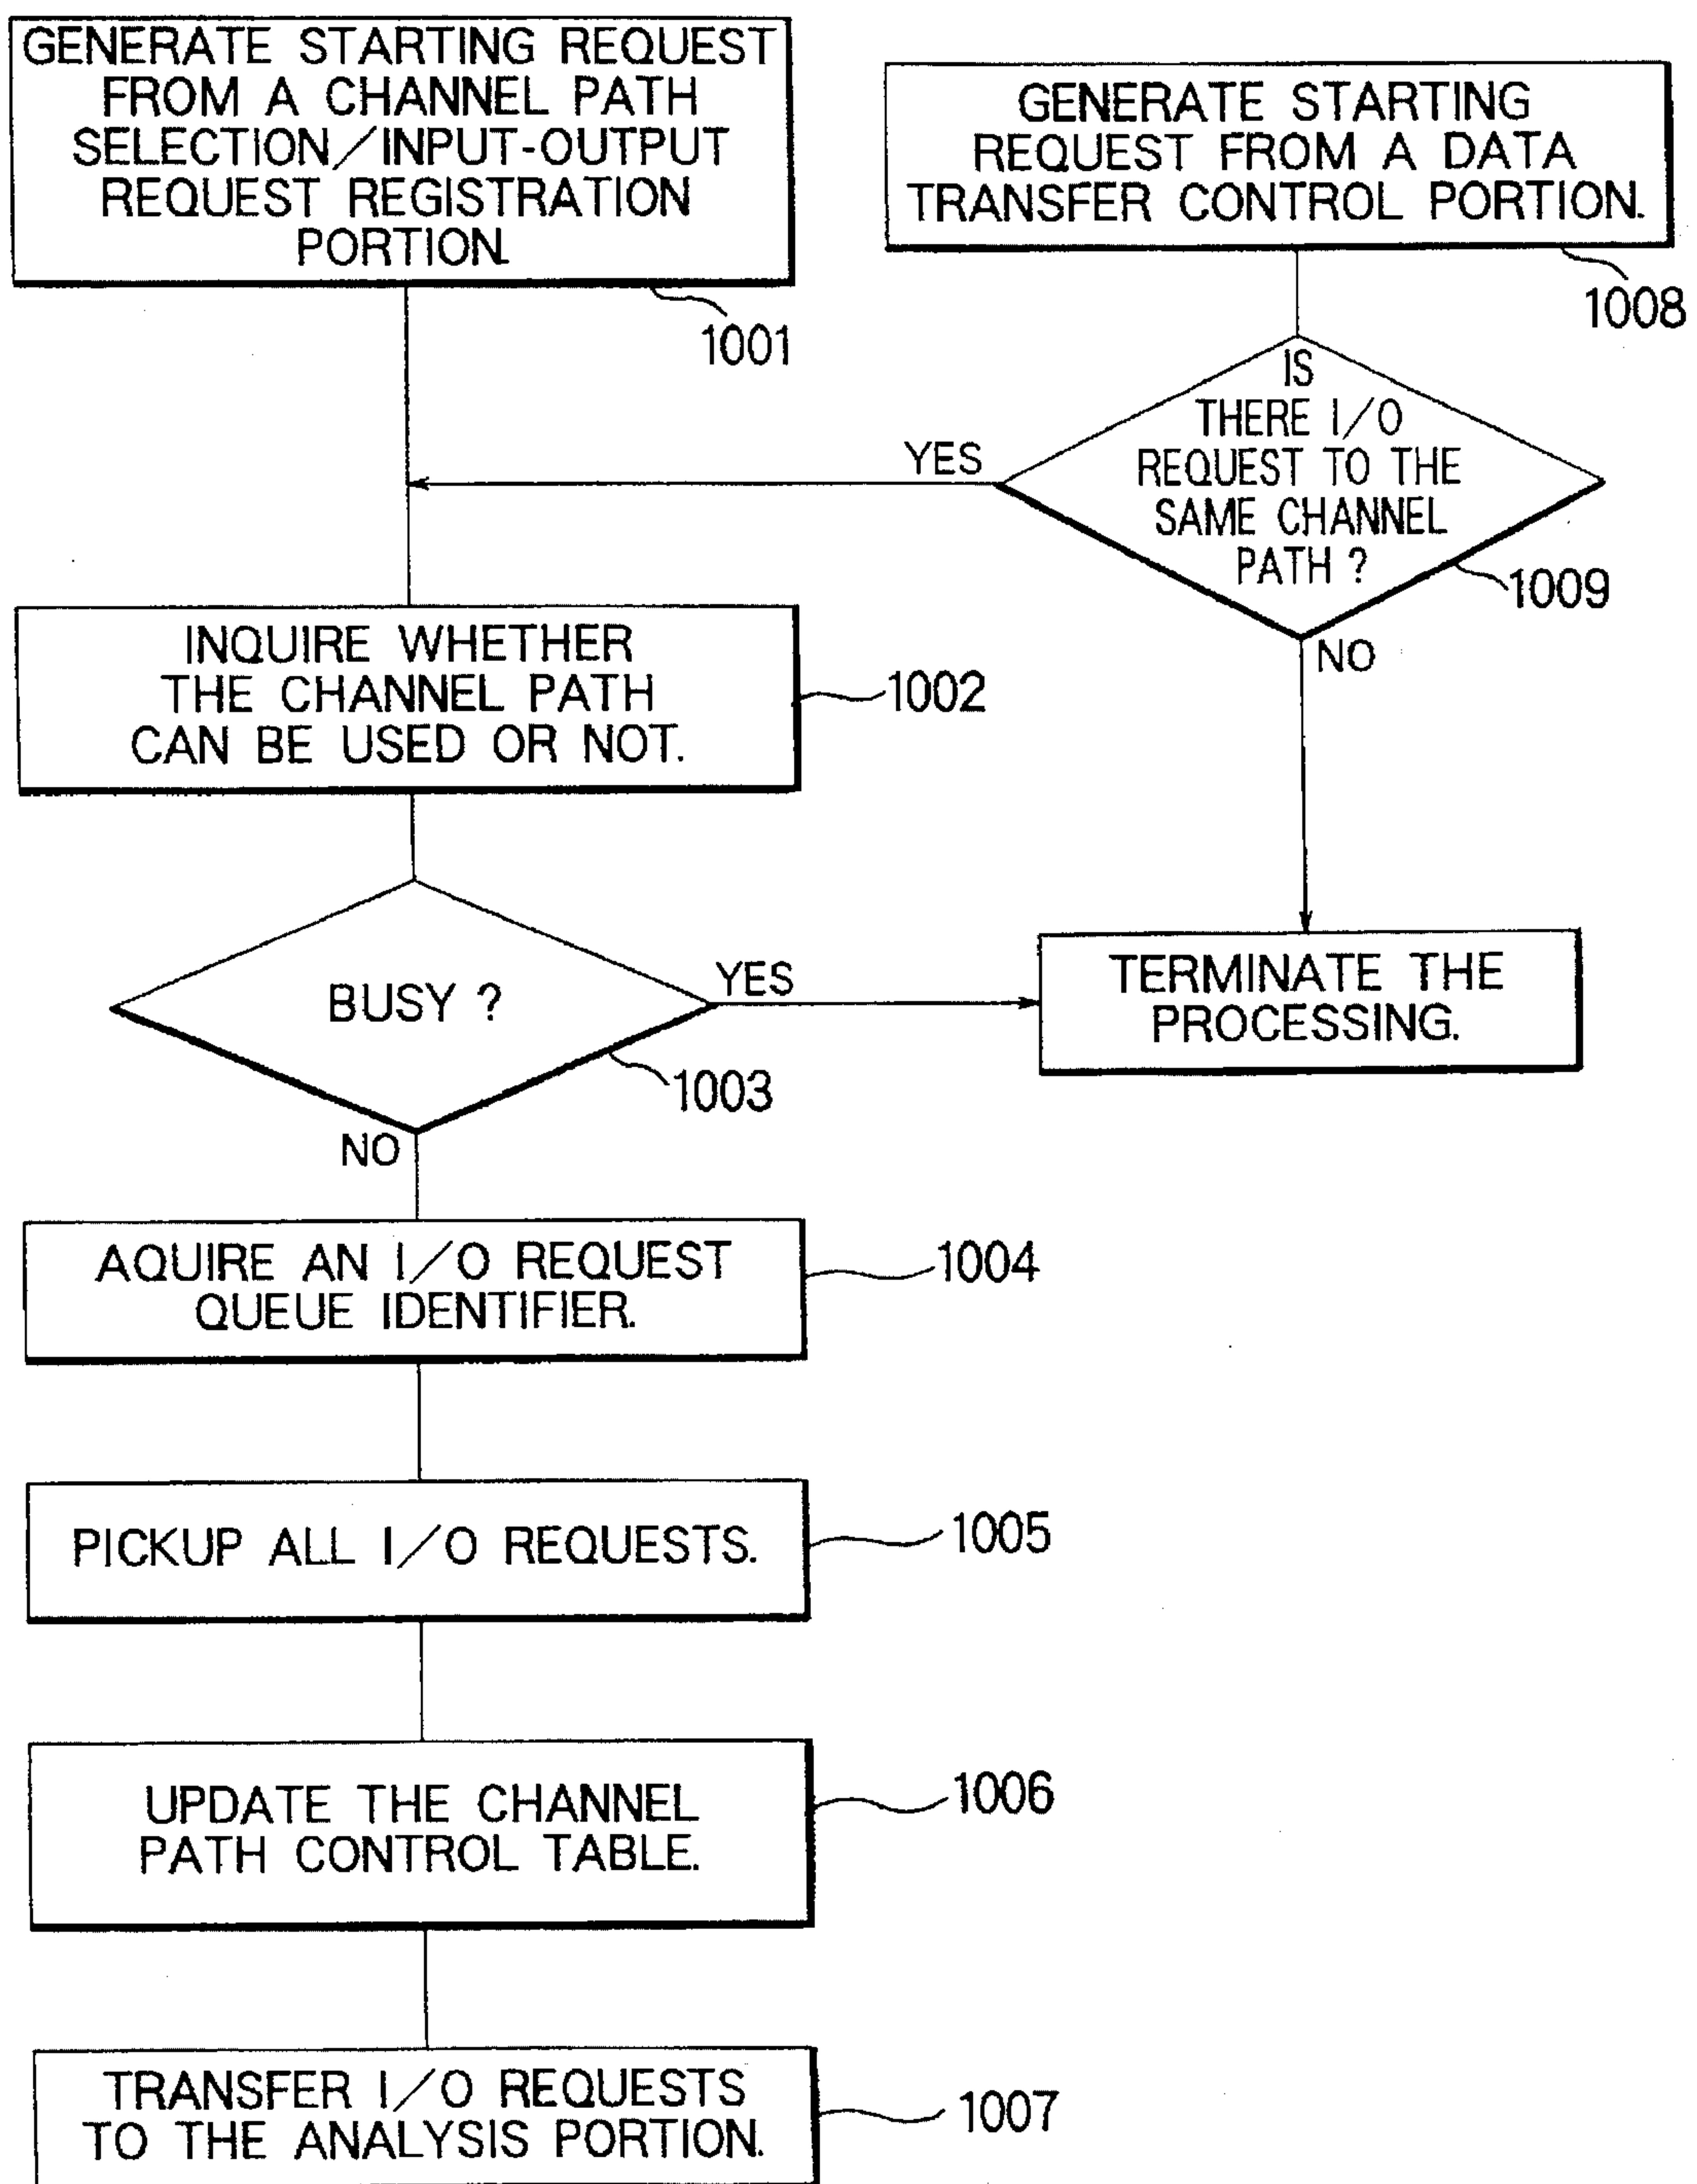 GENERATE STARTING REQUEST
FROM A CHANNEL PATH
SELECTION/INPUT-OUTPUT
REQUEST REGISTRATION
PORTION.
1001
GENERATE STARTING
REQUEST FROM A DATA
TRANSFER CONTROL PORTION.
1008
IS
THERE I/O
REQUEST TO THE
SAME CHANNEL
PATH ?
1009
YES
NO
INQUIRE WHETHER
THE CHANNEL PATH
CAN BE USED OR NOT.
1002
BUSY ?
1003
YES
NO
TERMINATE THE
PROCESSING.
AQUIRE AN I/O REQUEST
QUEUE IDENTIFIER.
1004
PICKUP ALL I/O REQUESTS.
1005
UPDATE THE CHANNEL
PATH CONTROL TABLE.
1006
TRANSFER I/O REQUESTS
TO THE ANALYSIS PORTION.
1007